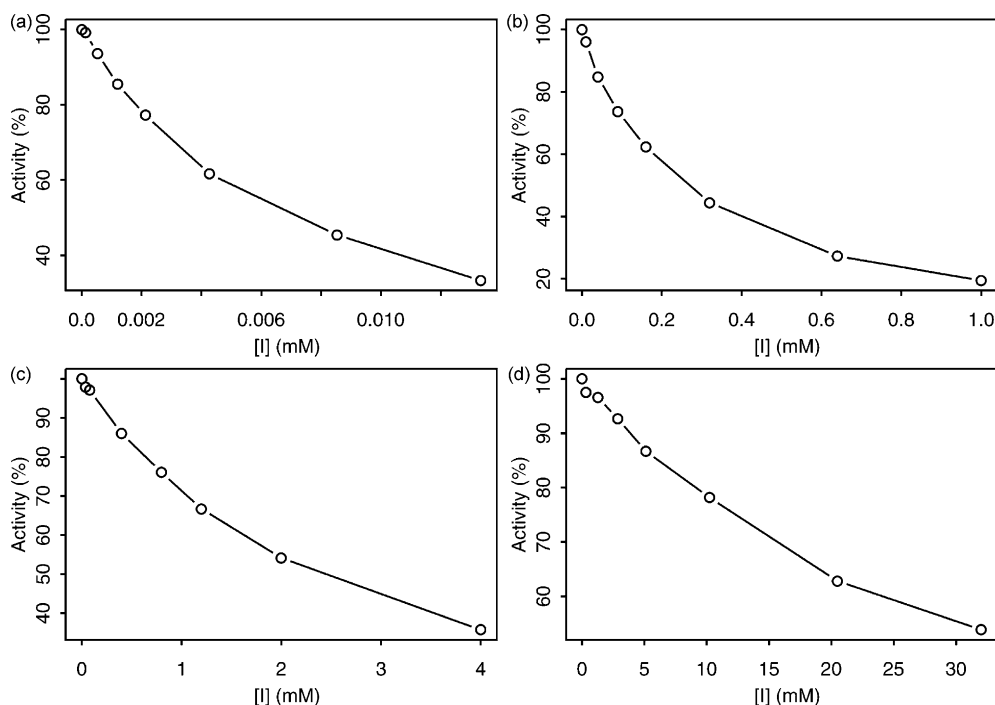 (a)
Activity (%)
100
80
60
40
0.0 0.002 0.006 0.010
[I] (mM)
(b)
Activity (%)
100
80
60
40
20
0.0 0.2 0.4 0.6 0.8 1.0
[I] (mM)
(c)
Activity (%)
90
80
70
60
50
40
0 1 2 3 4
[I] (mM)
(d)
Activity (%)
100
90
80
70
60
0 5 10 15 20 25 30
[I] (mM)